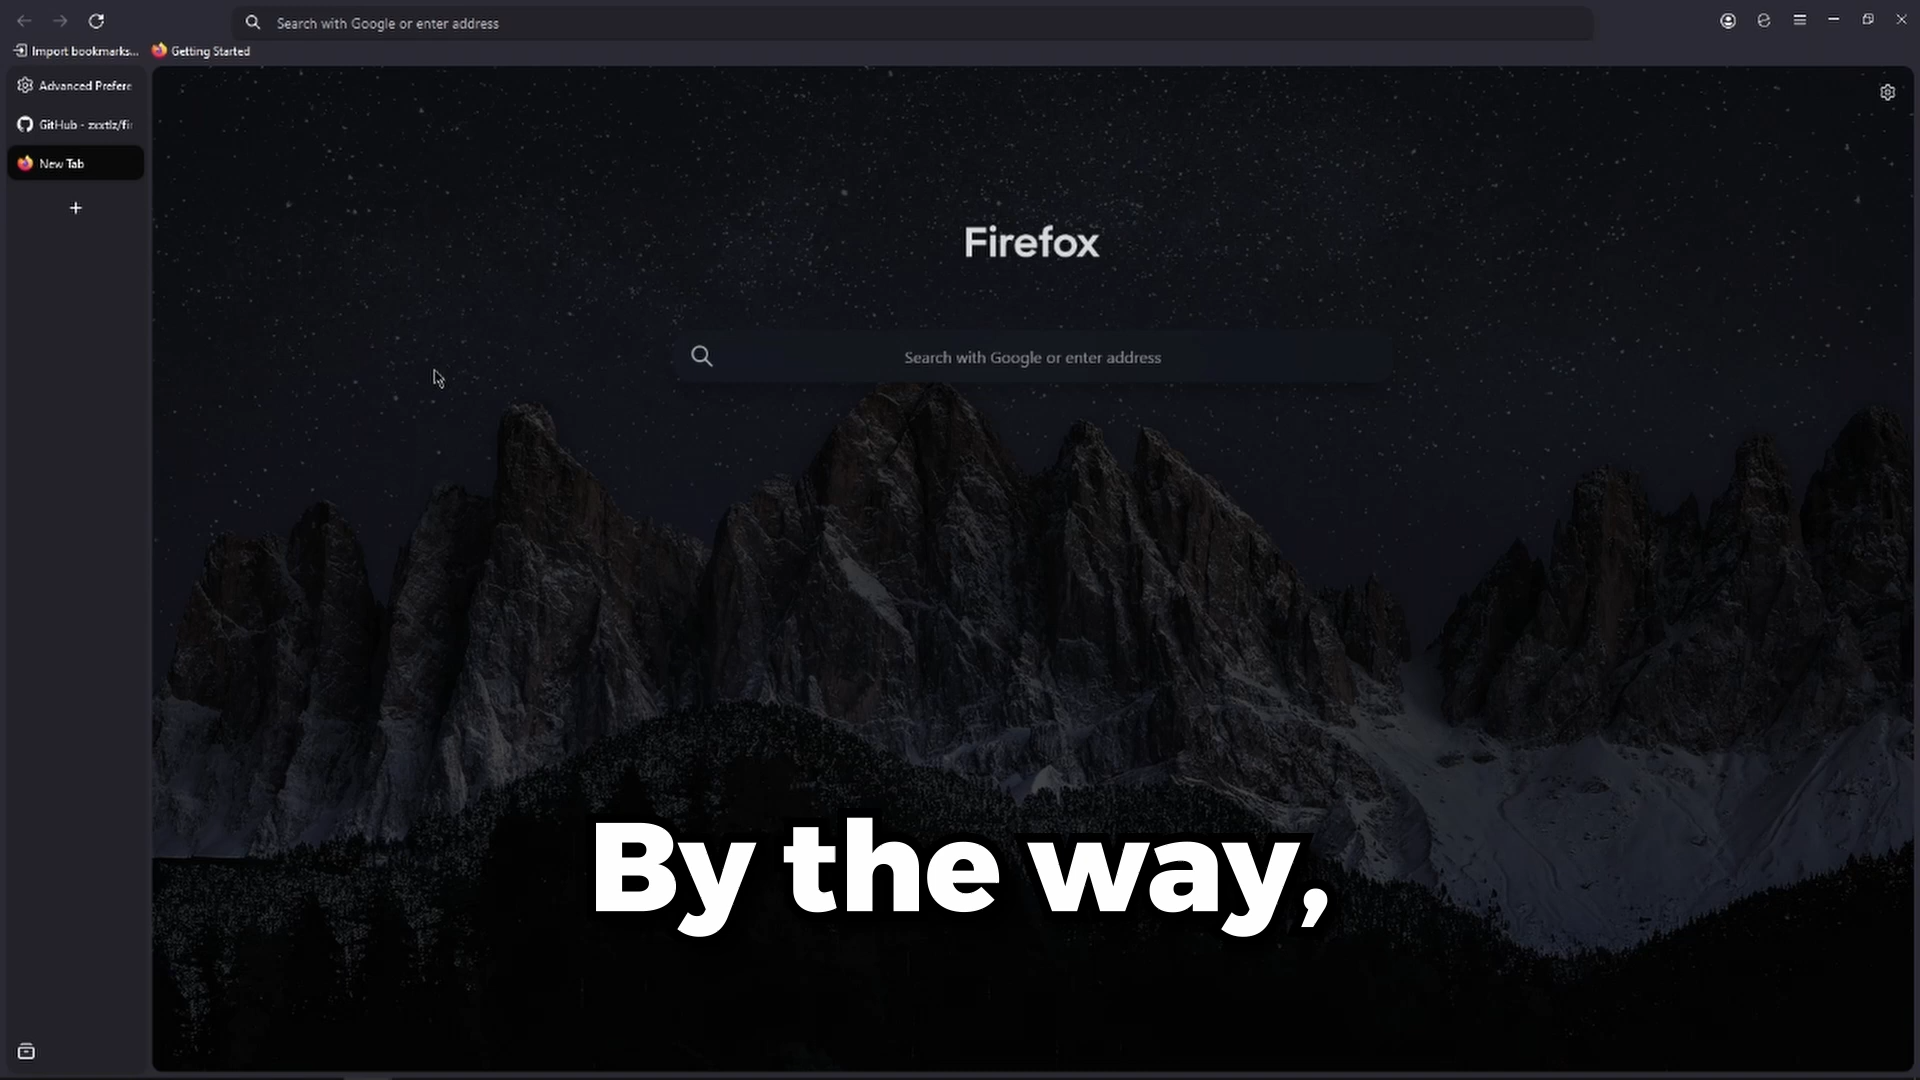 Search with Google or enter address
Import bookmarks... Getting Started
Advanced Prefere
GitHub - zxxtlz/fir
New Tab
Firefox
Search with Google or enter address
By the way,